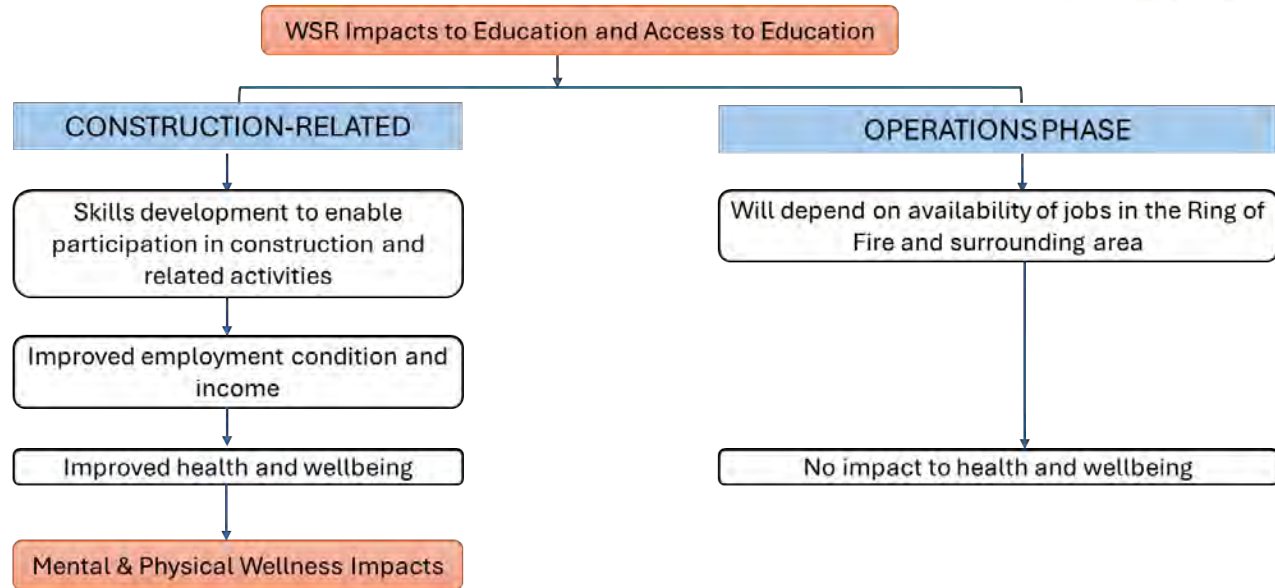 WSR Impacts to Education and Access to Education
CONSTRUCTION-RELATED
Skills development to enable
participation in construction and
related activities
Improved employment condition and
income
Improved health and wellbeing
Mental & Physical Wellness Impacts
OPERATIONS PHASE
Will depend on availability of jobs in the Ring of
Fire and surrounding area
No impact to health and wellbeing